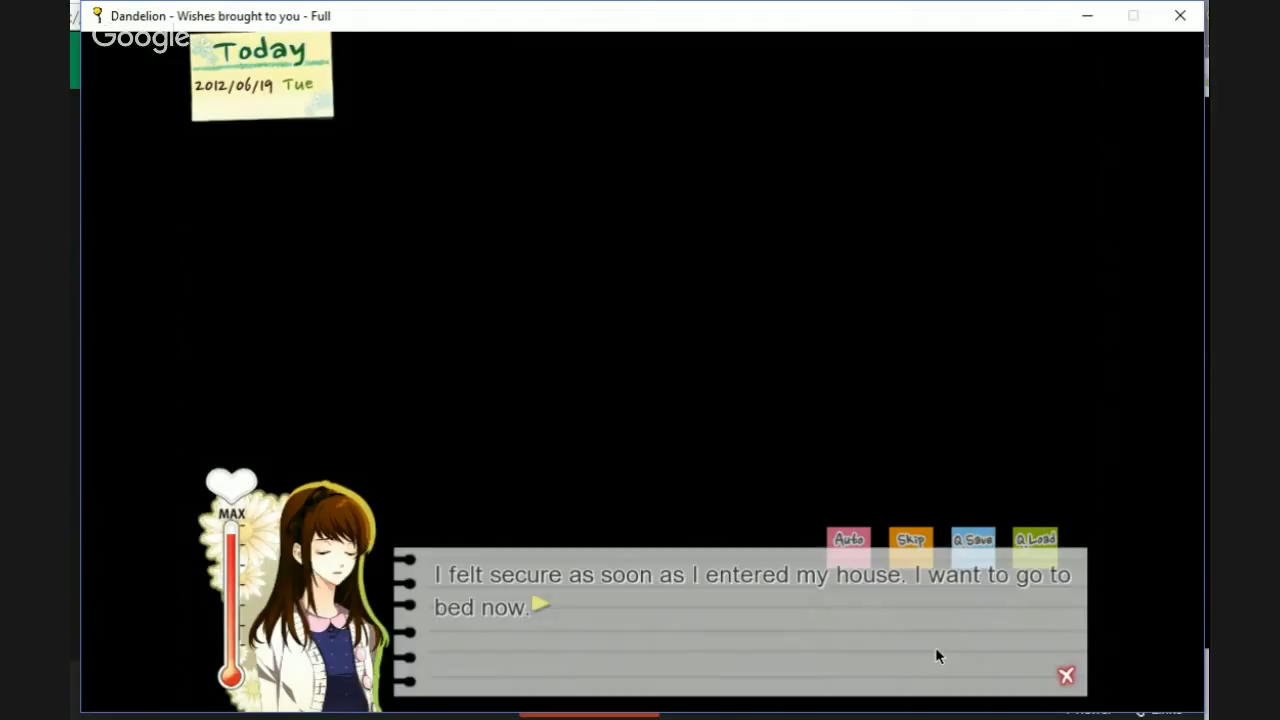 Dandelion - Wishes brought to you - Full
Google
Today
2012/06/19 Tue
MAX
Auto
Skip
Q Save
Q Load
I felt secure as soon as I entered my house. I want to go to
bed now.